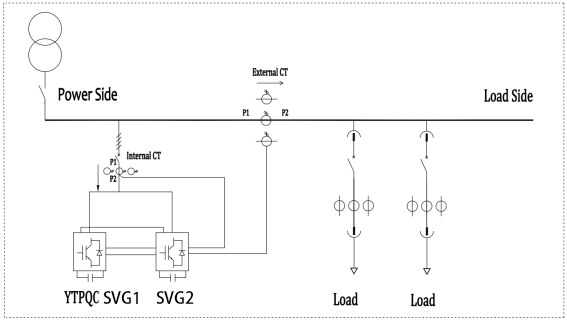 External CT
Power Side
Load Side
P1
P2
Internal CT
P1
P2
YTPQC SVG1
SVG2
Load
Load